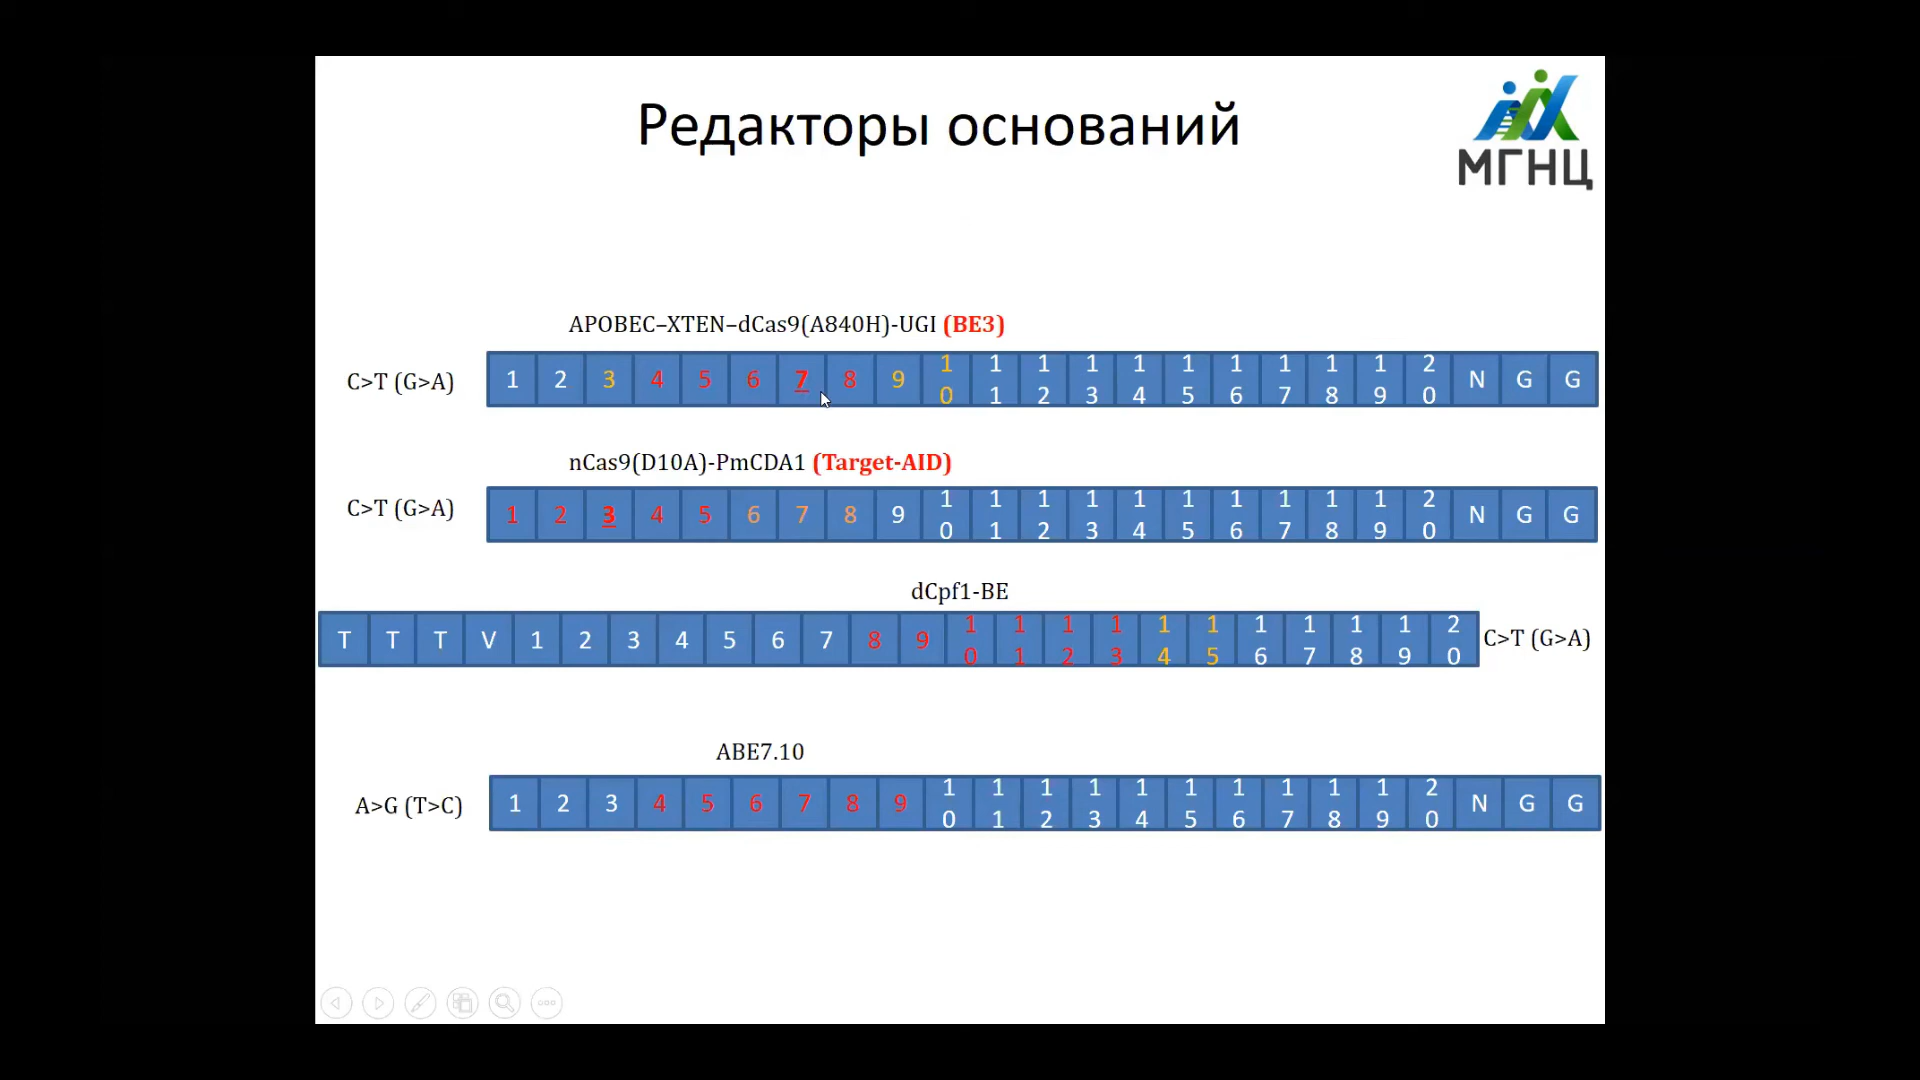 Редакторы оснований
МГНЦ
APOBEC–XTEN–dCas9(A840H)-UGI (BE3)
C>T (G>A) 1 2 3 4 5 6 7 8 9 10 11 12 13 14 15 16 17 18 19 20 N G G
nCas9(D10A)-PmCDA1 (Target-AID)
C>T (G>A) 1 2 3 4 5 6 7 8 9 10 11 12 13 14 15 16 17 18 19 20 N G G
dCpf1-BE
T T T V 1 2 3 4 5 6 7 8 9 10 11 12 13 14 15 16 17 18 19 20 C>T (G>A)
ABE7.10
A>G (T>C) 1 2 3 4 5 6 7 8 9 10 11 12 13 14 15 16 17 18 19 20 N G G